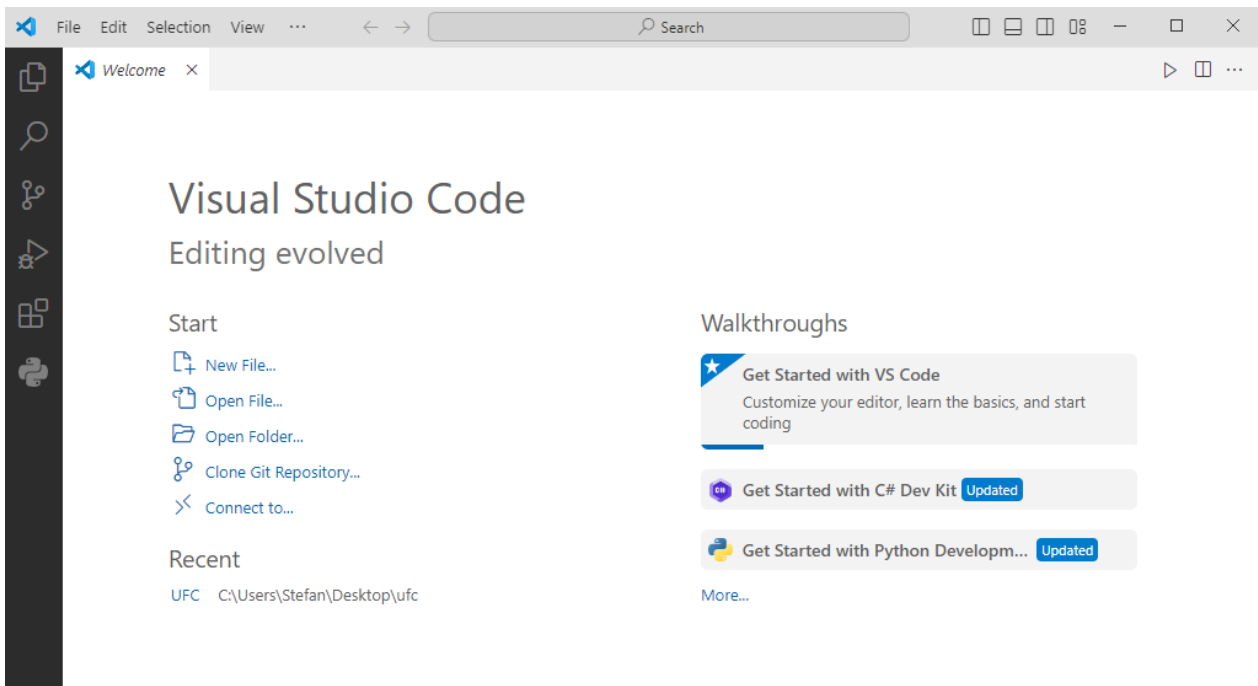 File Edit Selection View ··· Search
Welcome
Visual Studio Code
Editing evolved
Start
New File...
Open File...
Open Folder...
Clone Git Repository...
Connect to...
Recent
UFC C:\Users\Stefan\Desktop\ufc
Walkthroughs
Get Started with VS Code
Customize your editor, learn the basics, and start
coding
C# Get Started with C# Dev Kit Updated
Get Started with Python Developm... Updated
More...